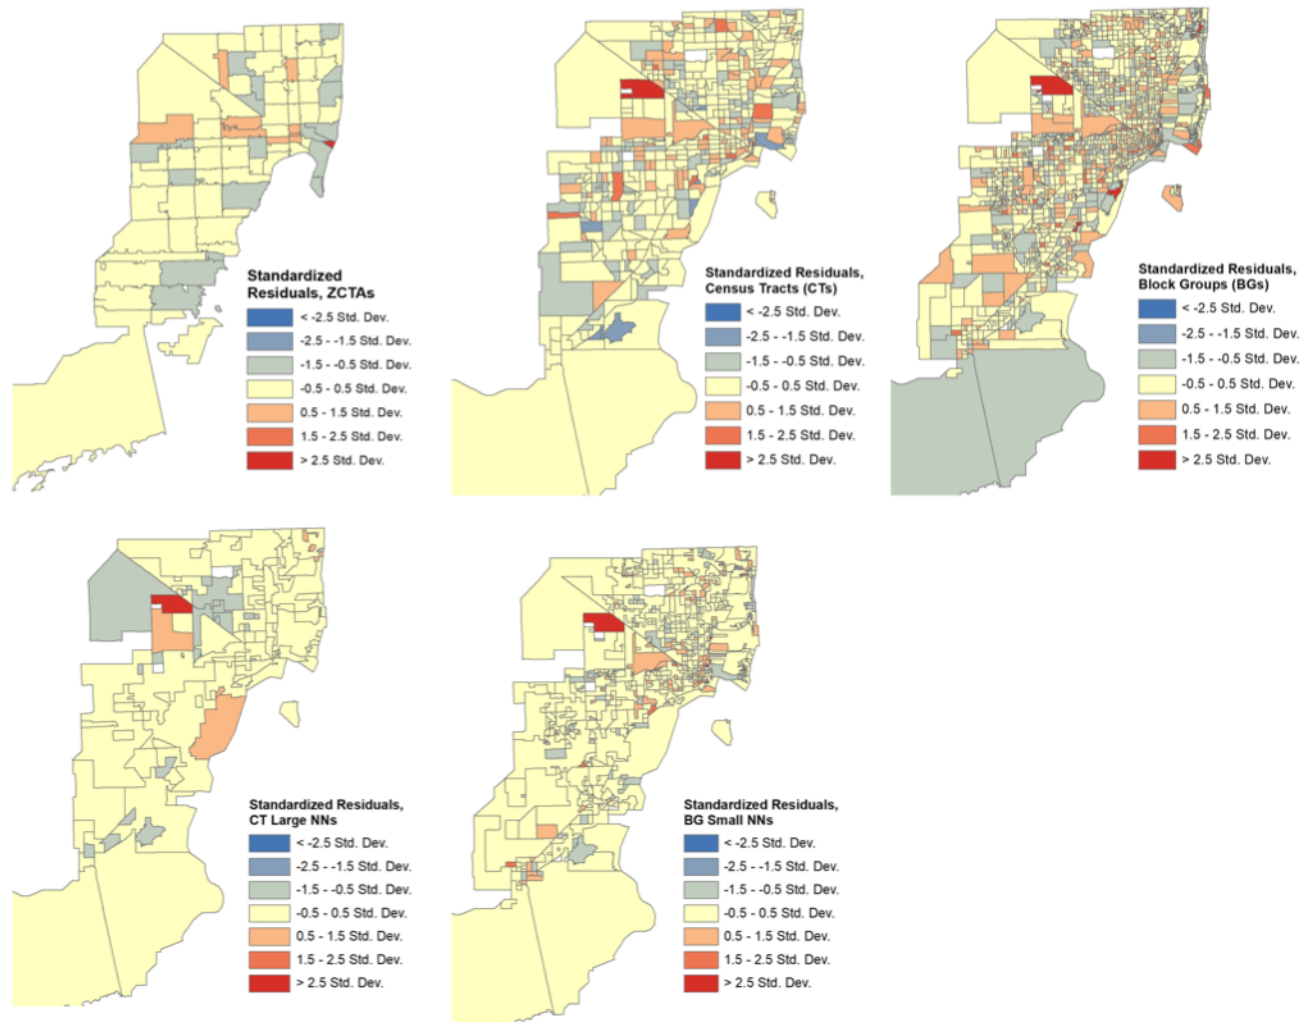 Standardized
Residuals, ZCTAs
< -2.5 Std. Dev.
-2.5 - -1.5 Std. Dev.
-1.5 - -0.5 Std. Dev.
-0.5 - 0.5 Std. Dev.
0.5 - 1.5 Std. Dev.
1.5 - 2.5 Std. Dev.
> 2.5 Std. Dev.
Standardized Residuals,
Census Tracts (CTs)
< -2.5 Std. Dev.
-2.5 - -1.5 Std. Dev.
-1.5 - -0.5 Std. Dev.
-0.5 - 0.5 Std. Dev.
0.5 - 1.5 Std. Dev.
1.5 - 2.5 Std. Dev.
> 2.5 Std. Dev.
Standardized Residuals,
Block Groups (BGs)
< -2.5 Std. Dev.
-2.5 - -1.5 Std. Dev.
-1.5 - -0.5 Std. Dev.
-0.5 - 0.5 Std. Dev.
0.5 - 1.5 Std. Dev.
1.5 - 2.5 Std. Dev.
> 2.5 Std. Dev.
Standardized Residuals,
CT Large NNs
< -2.5 Std. Dev.
-2.5 - -1.5 Std. Dev.
-1.5 - -0.5 Std. Dev.
-0.5 - 0.5 Std. Dev.
0.5 - 1.5 Std. Dev.
1.5 - 2.5 Std. Dev.
> 2.5 Std. Dev.
Standardized Residuals,
BG Small NNs
< -2.5 Std. Dev.
-2.5 - -1.5 Std. Dev.
-1.5 - -0.5 Std. Dev.
-0.5 - 0.5 Std. Dev.
0.5 - 1.5 Std. Dev.
1.5 - 2.5 Std. Dev.
> 2.5 Std. Dev.